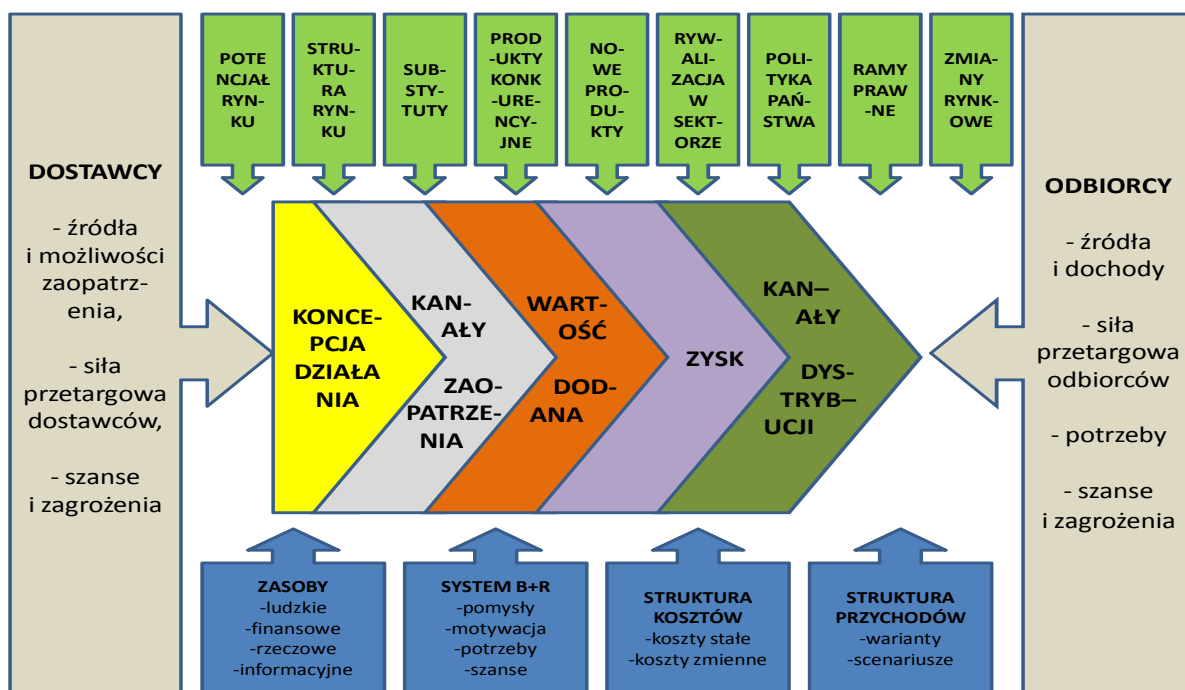 POTE
NCJAŁ
RYN-
KU
STRU-
KTU-
RA
RYN-
KU
SUB-
STY-
TUTY
PROD
-UKTY
KONK
-URE-
NCY-
JNE
NO-
WE
PRO-
DU-
KTY
RYW-
ALI-
ZACJA
W
SEKT-
ORZE
POLI-
TYKA
PAŃ-
STWA
RAMY
PRAW
-NE
ZMIA-
NY
RYNK-
OWE
DOSTAWCY
- źródła
i możliwości
zaopatrz-
enia,
- siła
przetargowa
dostawców,
- szanse
i zagrożenia
KONCE-
PCJA
DZIAŁA
NIA
KAN-
AŁY
ZAO-
PATRZE-
NIA
WART-
OŚĆ
DOD-
ANA
ZYSK
KAN–
AŁY
DYS-
TRYB–
UCJI
ODBIORCY
- źródła
i dochody
- siła
przetargowa
odbiorców
- potrzeby
- szanse
i zagrożenia
ZASOBY
-ludzkie
-finansowe
-rzeczowe
-informacyjne
SYSTEM B+R
-pomysły
-motywacja
-potrzeby
-szanse
STRUKTURA
KOSZTÓW
-koszty stałe
-koszty zmienne
STRUKTURA
PRZYCHODÓW
-warianty
-scenariusze